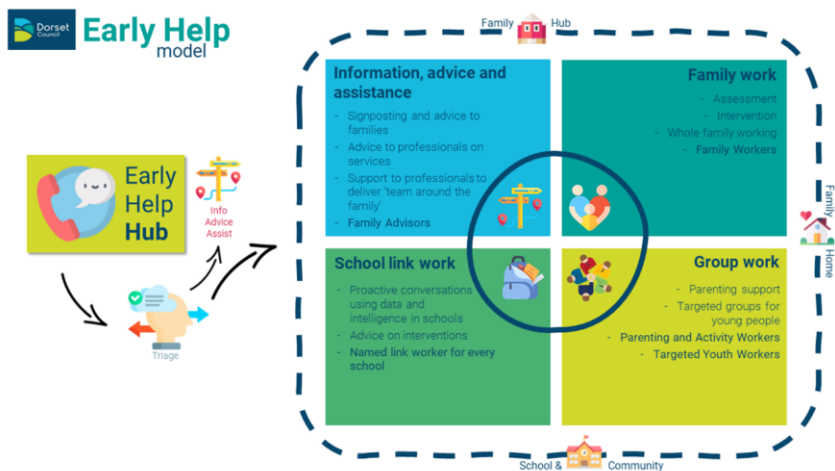 Dorset
Council
Early Help
model
Early
Help
Hub
Info
Advice
Assist
Triage
Family Hub
Information, advice and
assistance
- Signposting and advice to
families
- Advice to professionals on
services
- Support to professionals to
deliver 'team around the
family'
- Family Advisors
Family work
- Assessment
- Intervention
- Whole family working
- Family Workers
School link work
- Proactive conversations
using data and
intelligence in schools
- Advice on interventions
- Named link worker for every
school
Group work
- Parenting support
- Targeted groups for
young people
- Parenting and Activity Workers
- Targeted Youth Workers
Family Home
School & Community